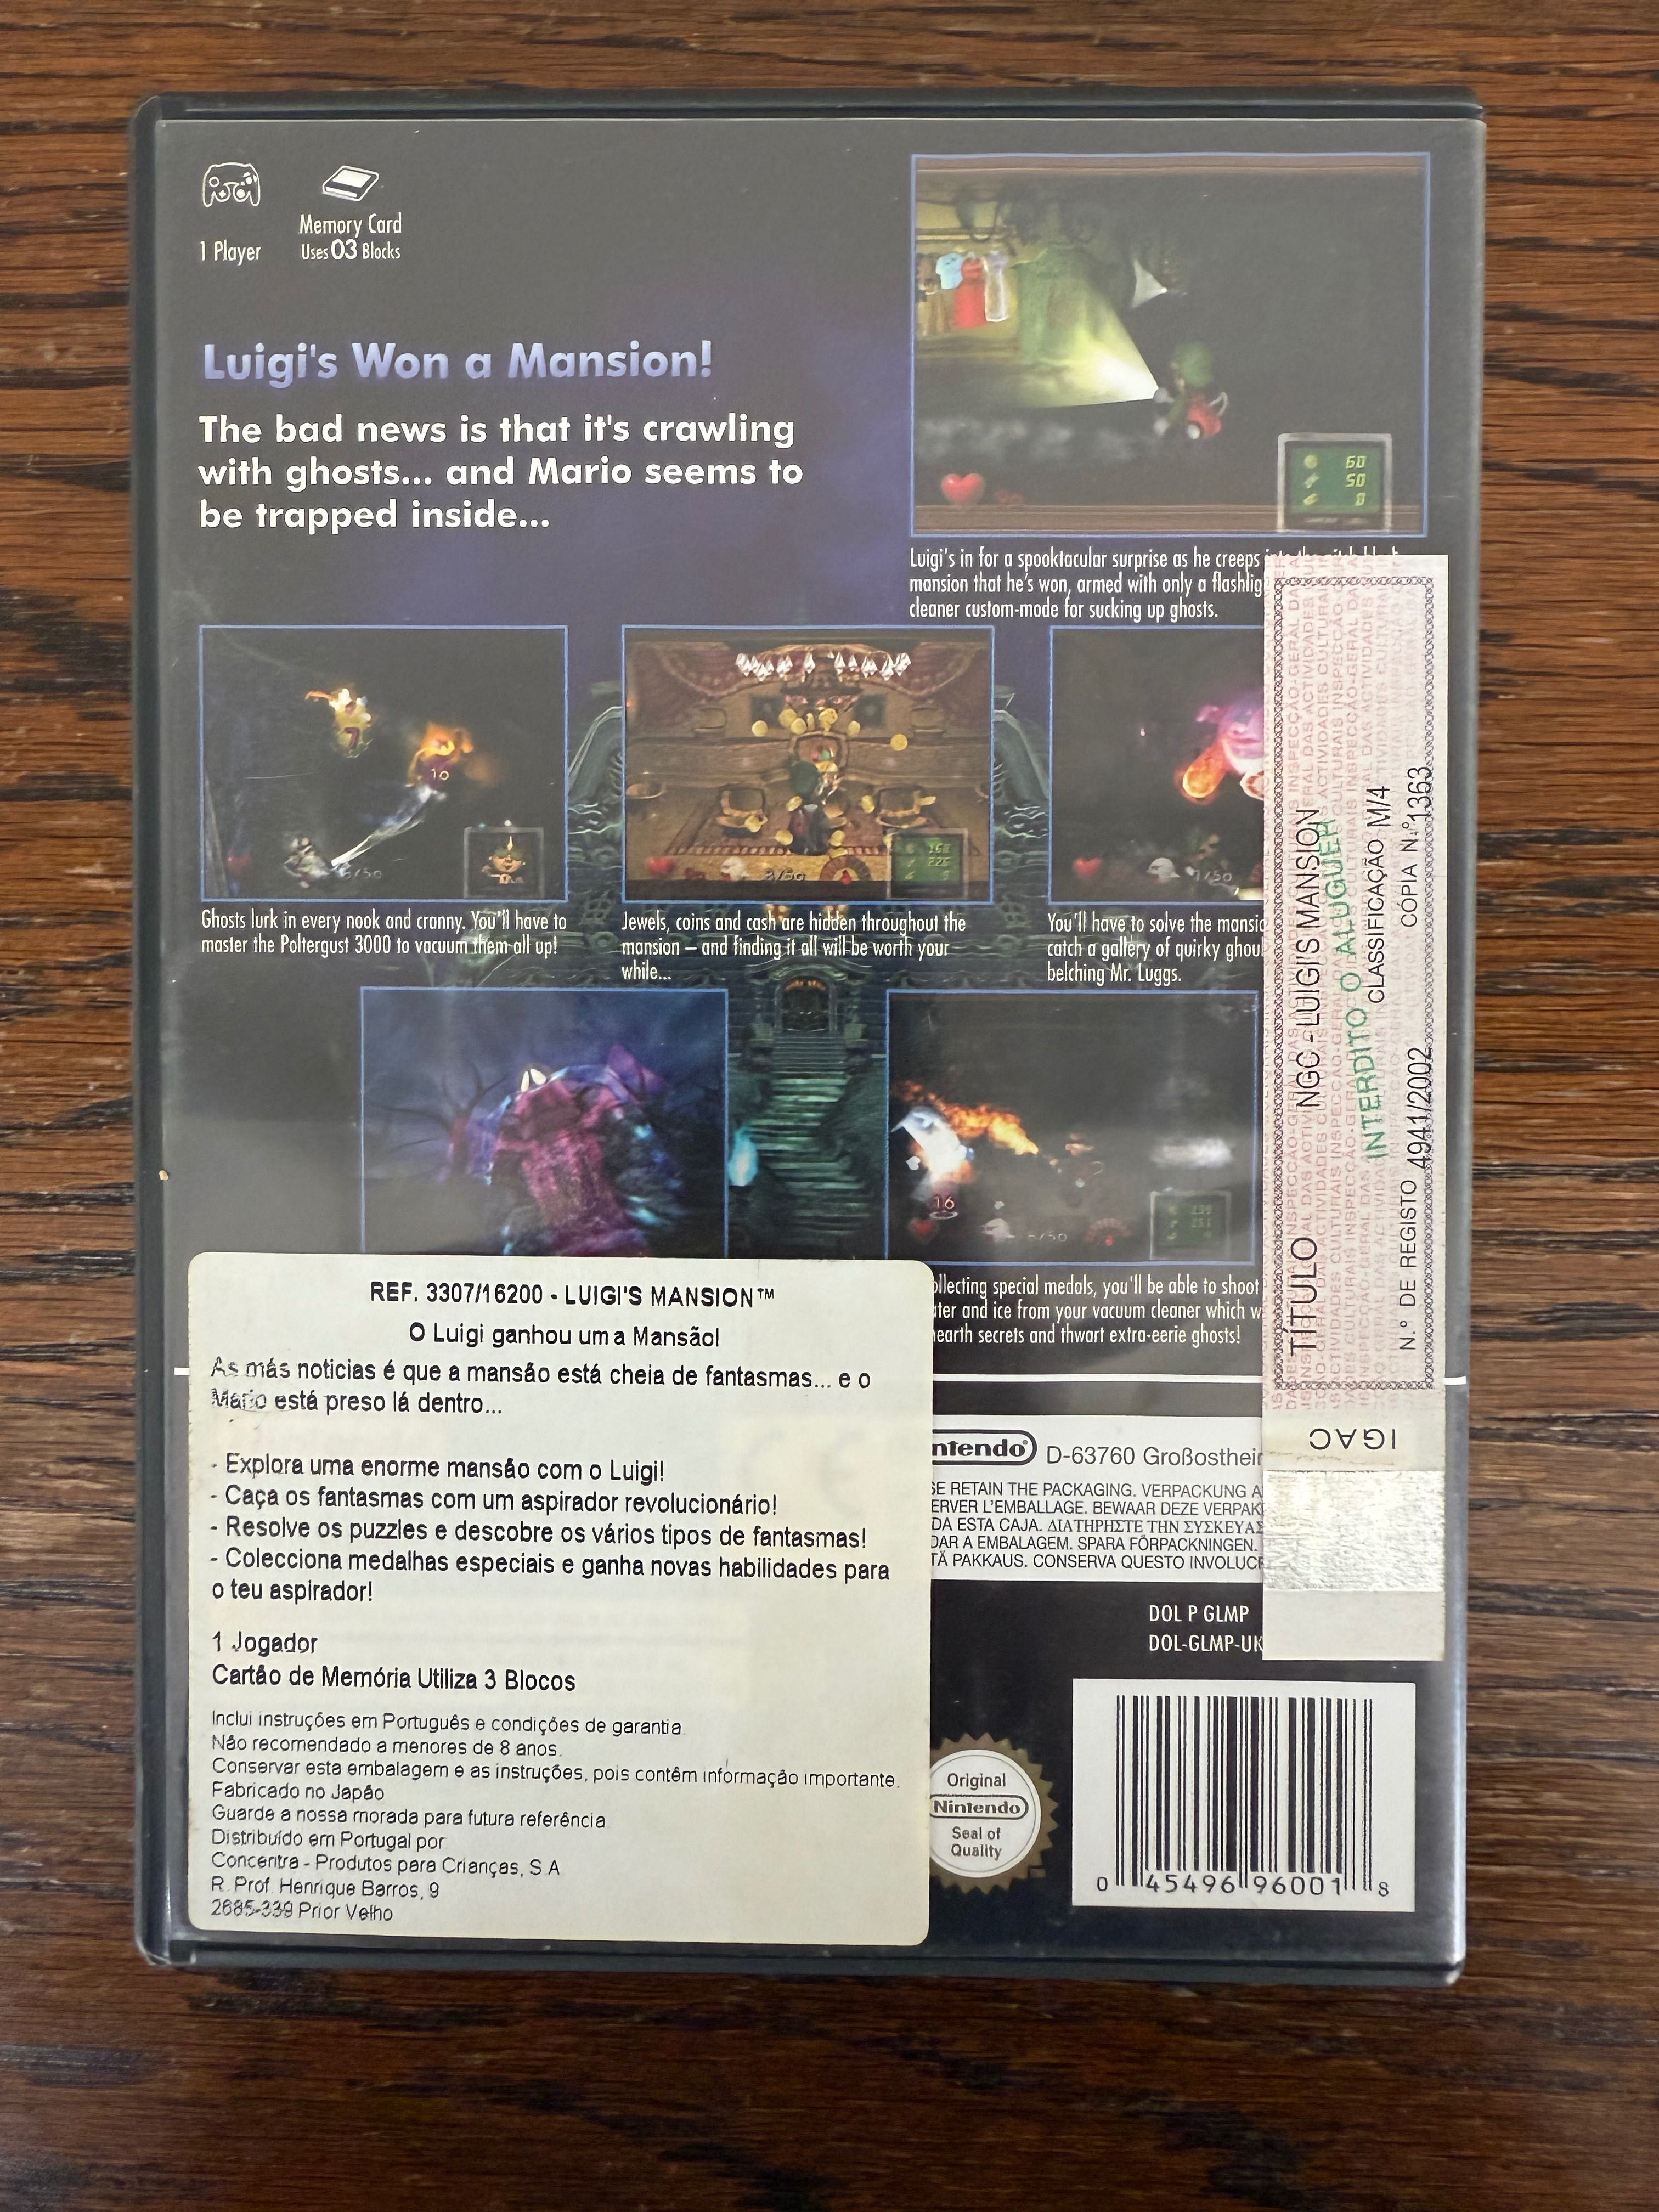 1 Player
Memory Card
Uses 03 Blocks
Luigi's Won a Mansion!
The bad news is that it's crawling
with ghosts... and Mario seems to
be trapped inside...
60
50
0
Luigi's in for a spooktacular surprise as he creeps
mansion that he's won, armed with only a
cleaner custom-mode for sucking up ghosts.
10
Ghosts lurk in every nook and cranny. You'll have to
master the Poltergust 3000 to vacuum them all up!
Jewels, coins and cash are hidden throughout the
mansion – and finding it all will be worth your
while...
You'll have to solve the
catch a gallery of quirky
belching Mr. Luggs.
16
special medals, you'll be able to shoot
and ice from your vacuum cleaner which
secrets and thwart extra-eerie ghosts!
REF. 3307/16200 - LUIGI'S MANSION™
O Luigi ganhou uma Mansão!
As más noticias é que a mansão está cheia de fantasmas... e o
Mario está preso lá dentro...
- Explora uma enorme mansão com o Luigi!
- Caça os fantasmas com um aspirador revolucionário!
- Resolve os puzzles e descobre os vários tipos de fantasmas!
- Colecciona medalhas especiais e ganha novas habilidades para
o teu aspirador!
1 Jogador
Cartão de Memória Utiliza 3 Blocos
Inclui instruções em Português e condições de garantia.
Não recomendado a menores de 8 anos.
Conservar esta embalagem e as instruções, pois contêm informação importante.
Fabricado no Japão
Guarde a nossa morada para futura referência
Distribuído em Portugal por
Concentra - Produtos para Crianças, S.A
R. Prof. Henrique Barros, 9
2685-339 Prior Velho
D-63760
RETAIN THE PACKAGING. VERPACKUNG
L'EMBALLAGE. BEWAAR DEZE
ESTA CAJA. ΔΙΑΤΗΡΗΣΤΕ ΤΗΝ
A EMBALAGEM. SPARA FÖRPACKNINGEN.
PAKKAUS. CONSERVA QUESTO
DOL P GLMP
DOL-GLMP-UK
Original
Nintendo
Seal of
Quality
0 45496 96001 8
TÍTULO NGC - LUIGI'S MANSION
INTERDITO O ALUGUER
CLASSIFICAÇÃO M/4
N.º DE REGISTO 4941/2002 CÓPIA N.º 1363
IGAC